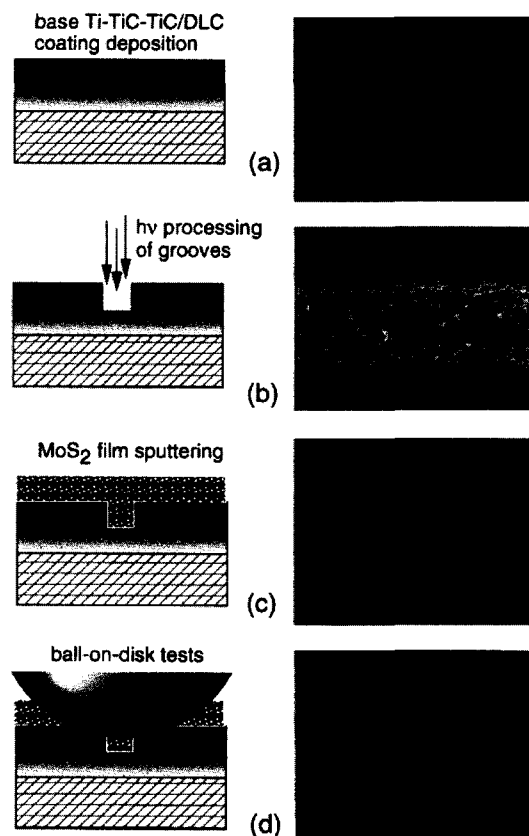 base Ti-TiC-TiC/DLC
coating deposition
(a)
hν processing
of grooves
(b)
MoS2 film sputtering
(c)
ball-on-disk tests
(d)